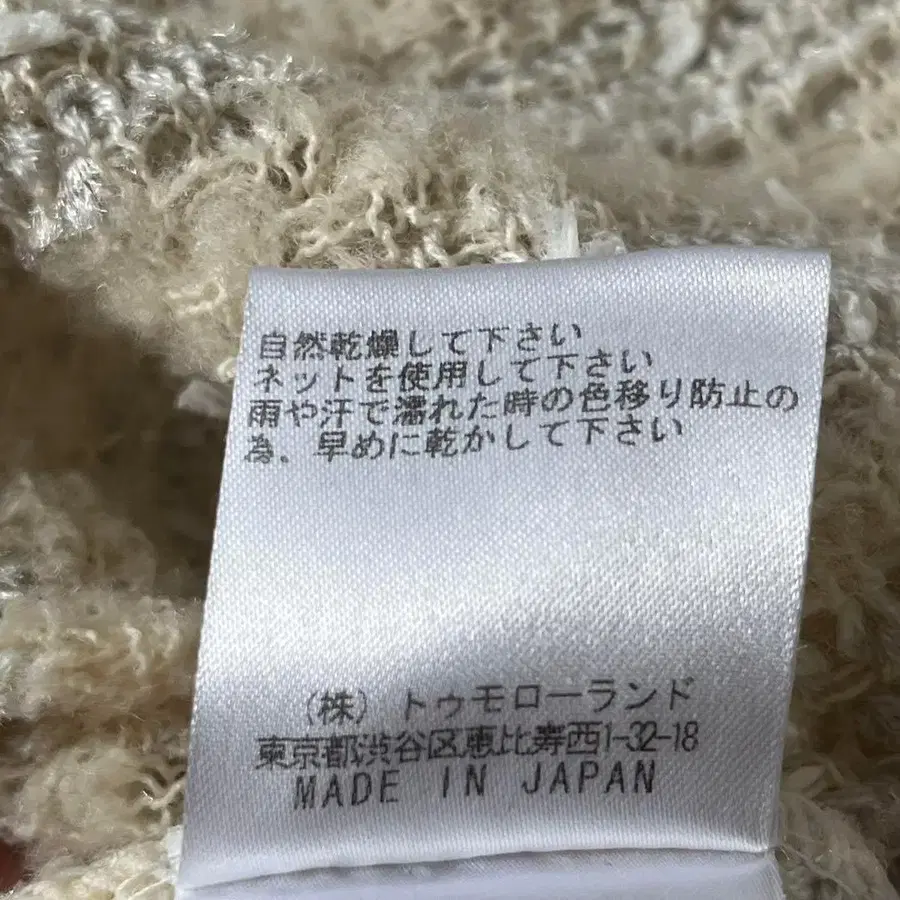 自然乾燥して下さい
ネットを使用して下さい
雨や汗で濡れた時の色移り防止の
為、早めに乾かして下さい
(株) トゥモローランド
東京都渋谷区恵比寿西1-32-18
MADE IN JAPAN